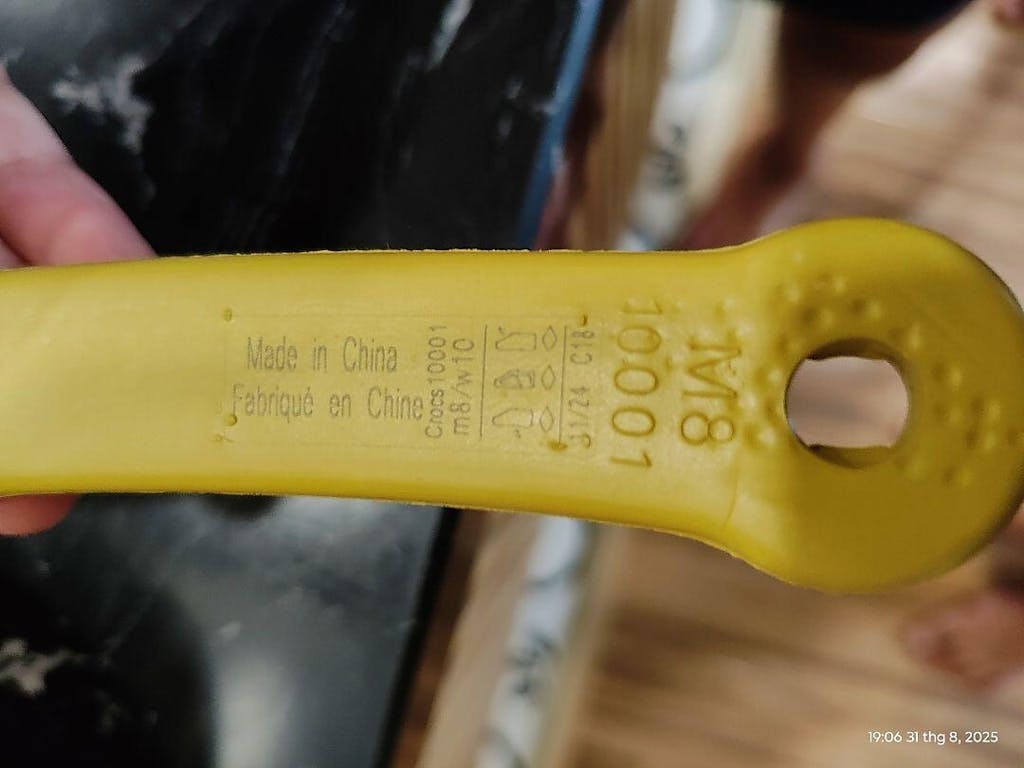 Made in China
Fabriqué en Chine
Crocs10001
m8/w10
31/24 C18
10001
M8
19:06 31 thg 8, 2025